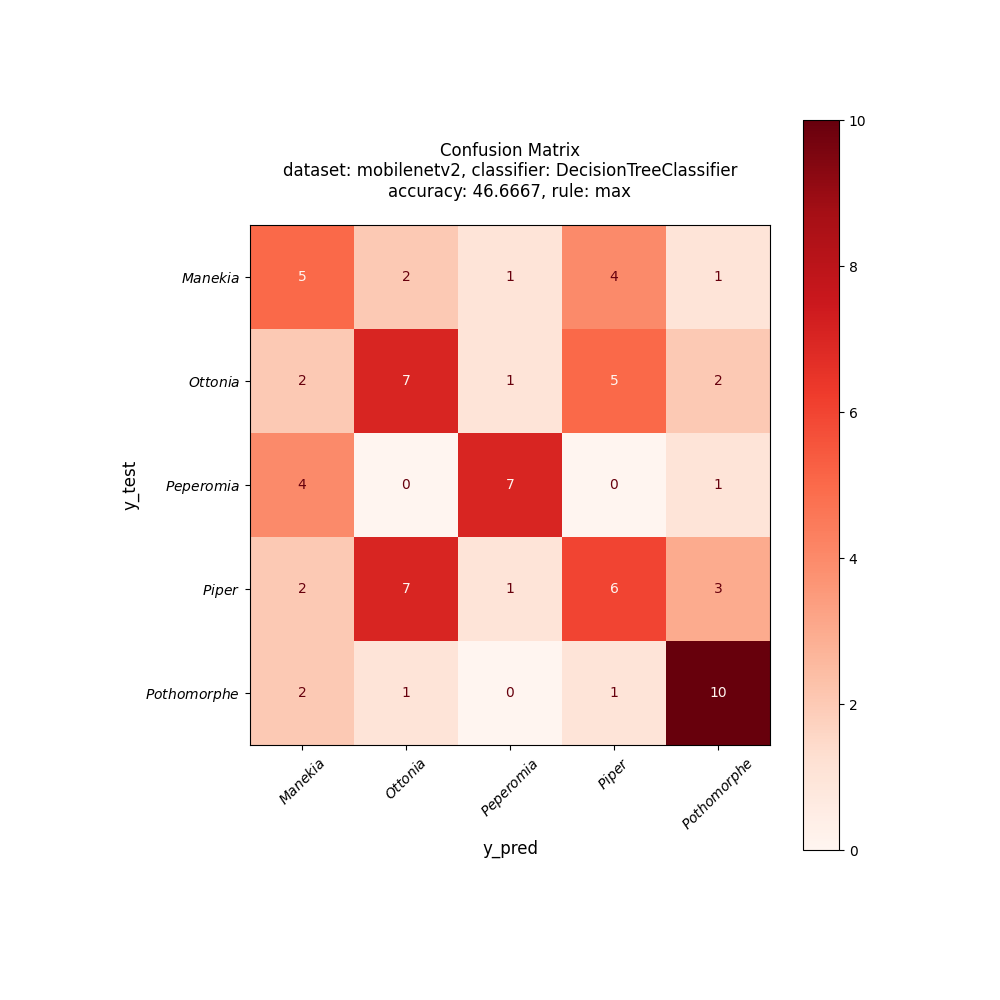 Confusion Matrix
dataset: mobilenetv2, classifier: DecisionTreeClassifier
accuracy: 46.6667, rule: max
y_test
Manekia 5 2 1 4 1
Ottonia 2 7 1 5 2
Peperomia 4 0 7 0 1
Piper 2 7 1 6 3
Pothomorphe 2 1 0 1 10
Manekia Ottonia Peperomia Piper Pothomorphe
y_pred
10
8
6
4
2
0